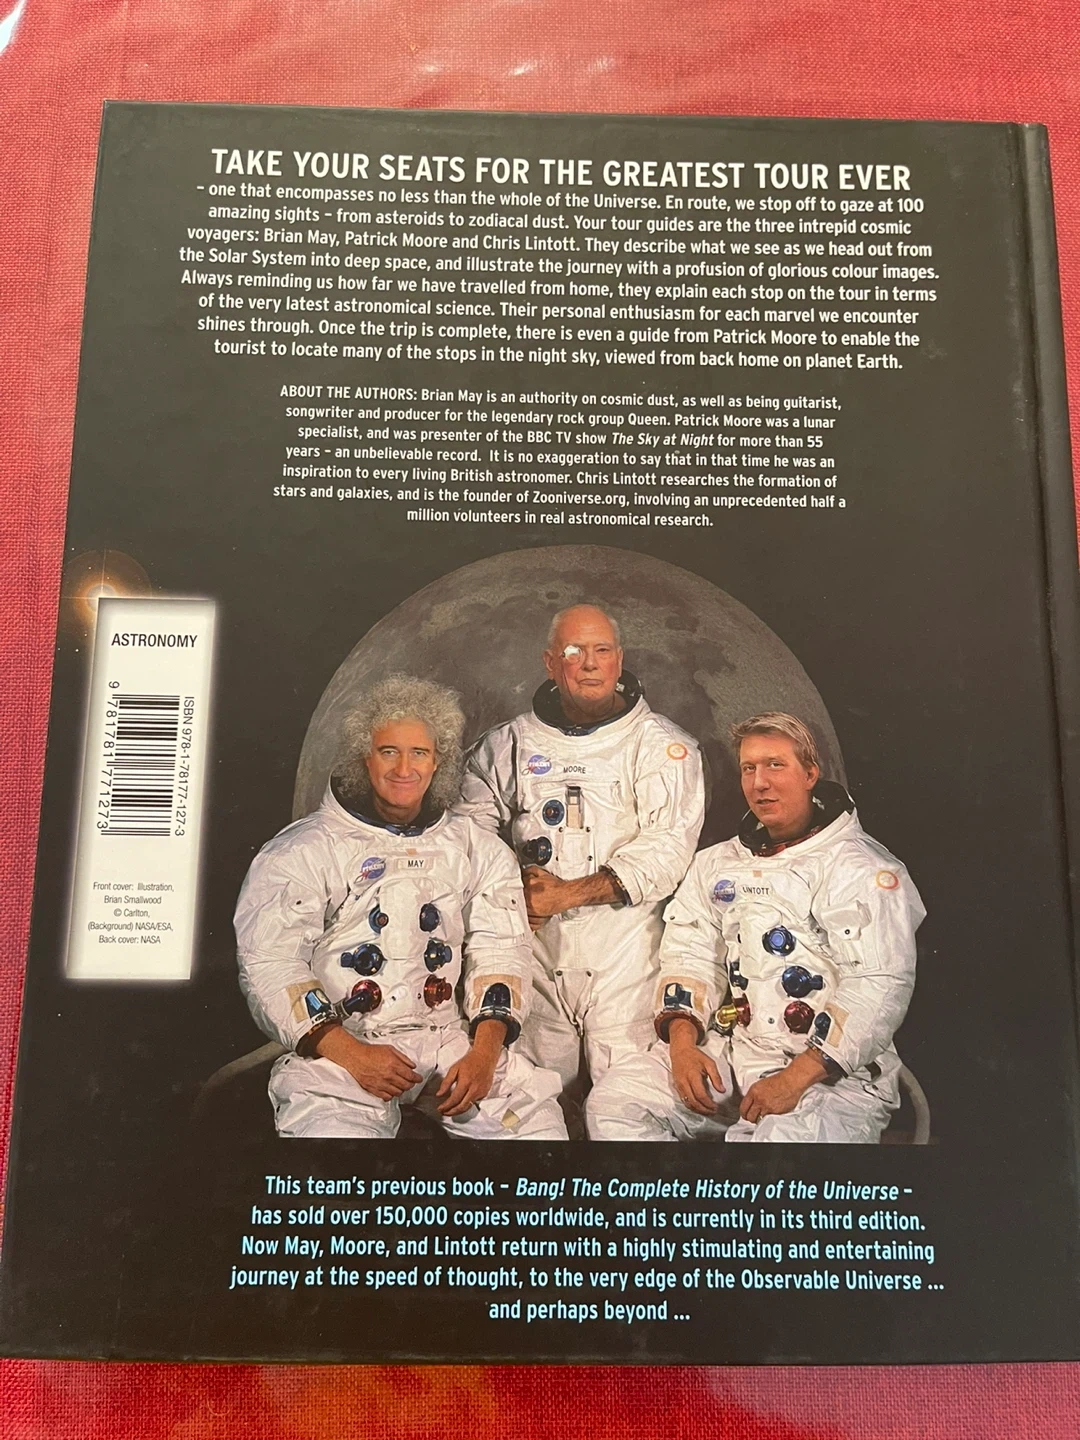 TAKE YOUR SEATS FOR THE GREATEST TOUR EVER
– one that encompasses no less than the whole of the Universe. En route, we stop off to gaze at 100
amazing sights – from asteroids to zodiacal dust. Your tour guides are the three intrepid cosmic
voyagers: Brian May, Patrick Moore and Chris Lintott. They describe what we see as we head out from
the Solar System into deep space, and illustrate the journey with a profusion of glorious colour images.
Always reminding us how far we have travelled from home, they explain each stop on the tour in terms
of the very latest astronomical science. Their personal enthusiasm for each marvel we encounter
shines through. Once the trip is complete, there is even a guide from Patrick Moore to enable the
tourist to locate many of the stops in the night sky, viewed from back home on planet Earth.
ABOUT THE AUTHORS: Brian May is an authority on cosmic dust, as well as being guitarist,
songwriter and producer for the legendary rock group Queen. Patrick Moore was a lunar
specialist, and was presenter of the BBC TV show The Sky at Night for more than 55
years – an unbelievable record. It is no exaggeration to say that in that time he was an
inspiration to every living British astronomer. Chris Lintott researches the formation of
stars and galaxies, and is the founder of Zooniverse.org, involving an unprecedented half a
million volunteers in real astronomical research.
ASTRONOMY
ISBN 978-1-78177-127-3
9 781781 771273
Front cover: Illustration,
Brian Smallwood
© Carlton,
(Background) NASA/ESA,
Back cover: NASA
MOORE
MAY
LINTOTT
This team's previous book – Bang! The Complete History of the Universe –
has sold over 150,000 copies worldwide, and is currently in its third edition.
Now May, Moore, and Lintott return with a highly stimulating and entertaining
journey at the speed of thought, to the very edge of the Observable Universe ...
and perhaps beyond ...